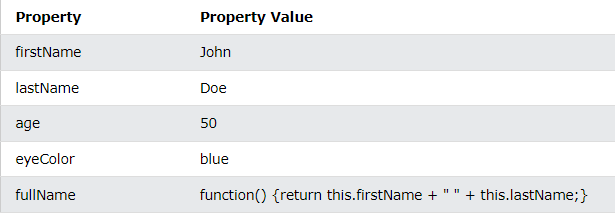 Property Property Value
firstName John
lastName Doe
age 50
eyeColor blue
fullName function() {return this.firstName + " " + this.lastName;}